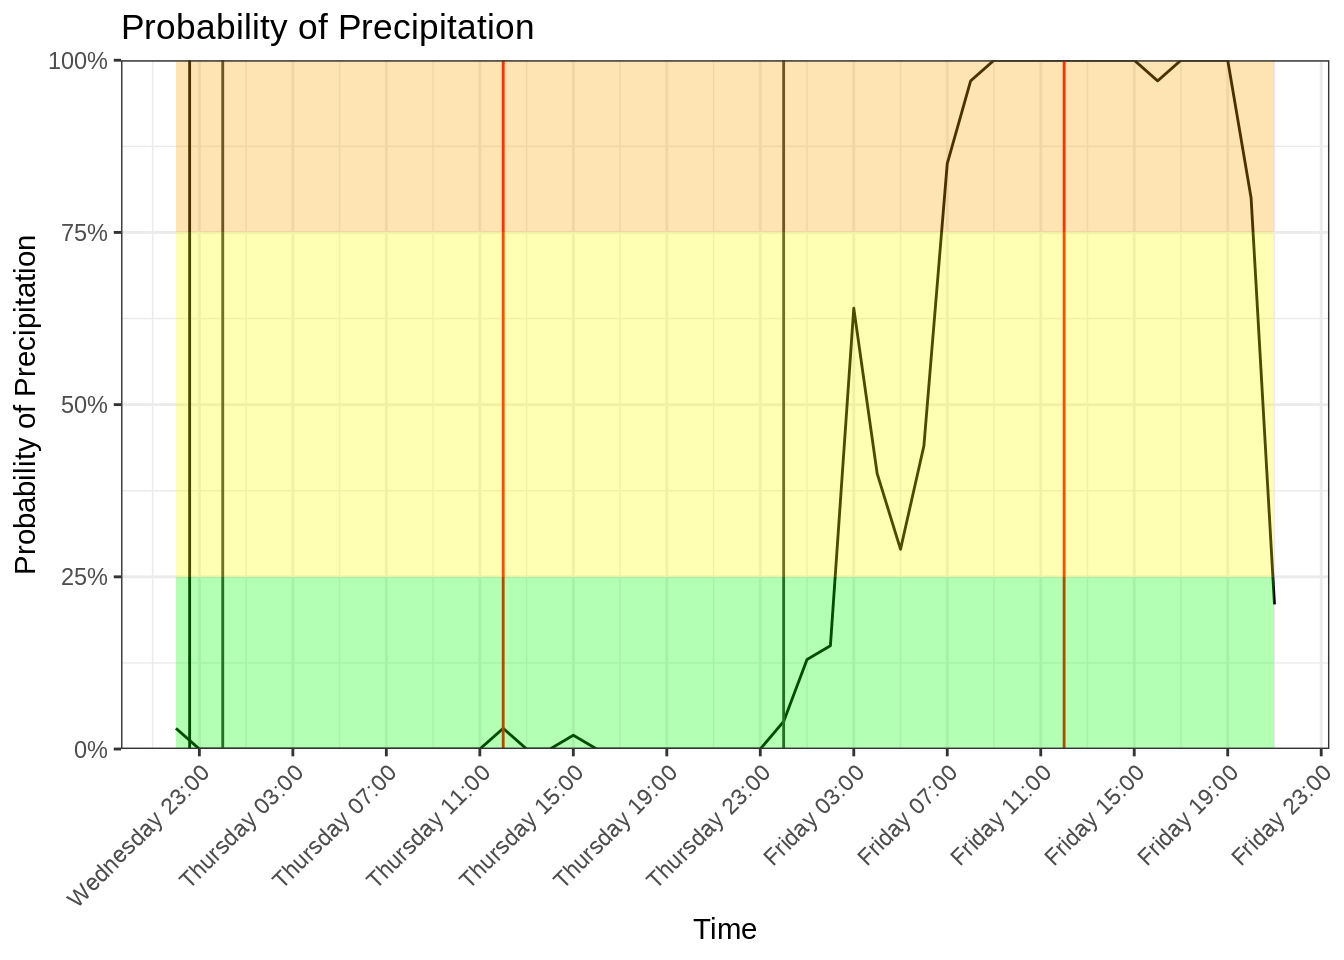 Probability of Precipitation
100%
75%
50%
25%
0%
Probability of Precipitation
Wednesday 23:00
Thursday 03:00
Thursday 07:00
Thursday 11:00
Thursday 15:00
Thursday 19:00
Thursday 23:00
Friday 03:00
Friday 07:00
Friday 11:00
Friday 15:00
Friday 19:00
Friday 23:00
Time